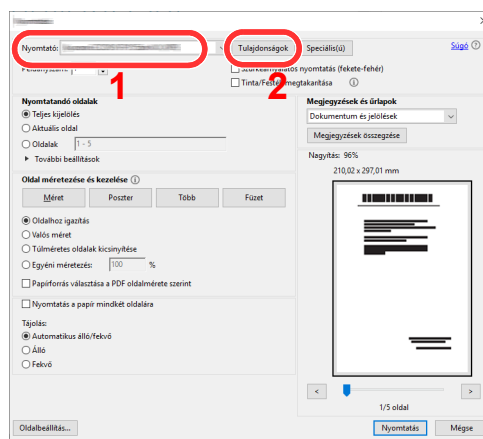 Nyomtató:
Tulajdonságok
Speciális(ü)
Súgó
1
2
Szürkeárnyalatos nyomtatás (fekete-fehér)
Tinta/Festék megtakarítása
Nyomtatandó oldalak
Teljes kijelölés
Aktuális oldal
Oldalak 1 - 5
További beállítások
Oldal méretezése és kezelése
Méret Poszter Több Füzet
Oldalhoz igazítás
Valós méret
Túlméretes oldalak kicsinyítése
Egyéni méretezés: 100 %
Papírforrás választása a PDF oldalmérete szerint
Nyomtatás a papír mindkét oldalára
Tájolás:
Automatikus álló/fekvő
Álló
Fekvő
Megjegyzések és űrlapok
Dokumentum és jelölések
Megjegyzések összegzése
Nagyítás: 96%
210,02 x 297,01 mm
< >
1/5 oldal
Oldalbeállítás...
Nyomtatás
Mégse